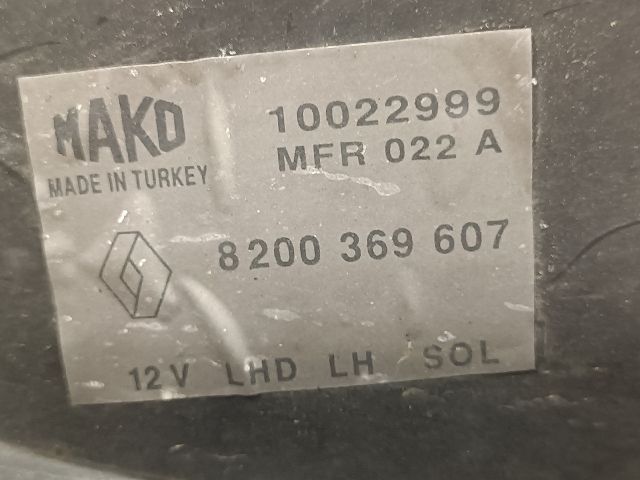 MAKO
MADE IN TURKEY
10022999
MFR 022 A
8200 369 607
12V LHD LH SOL